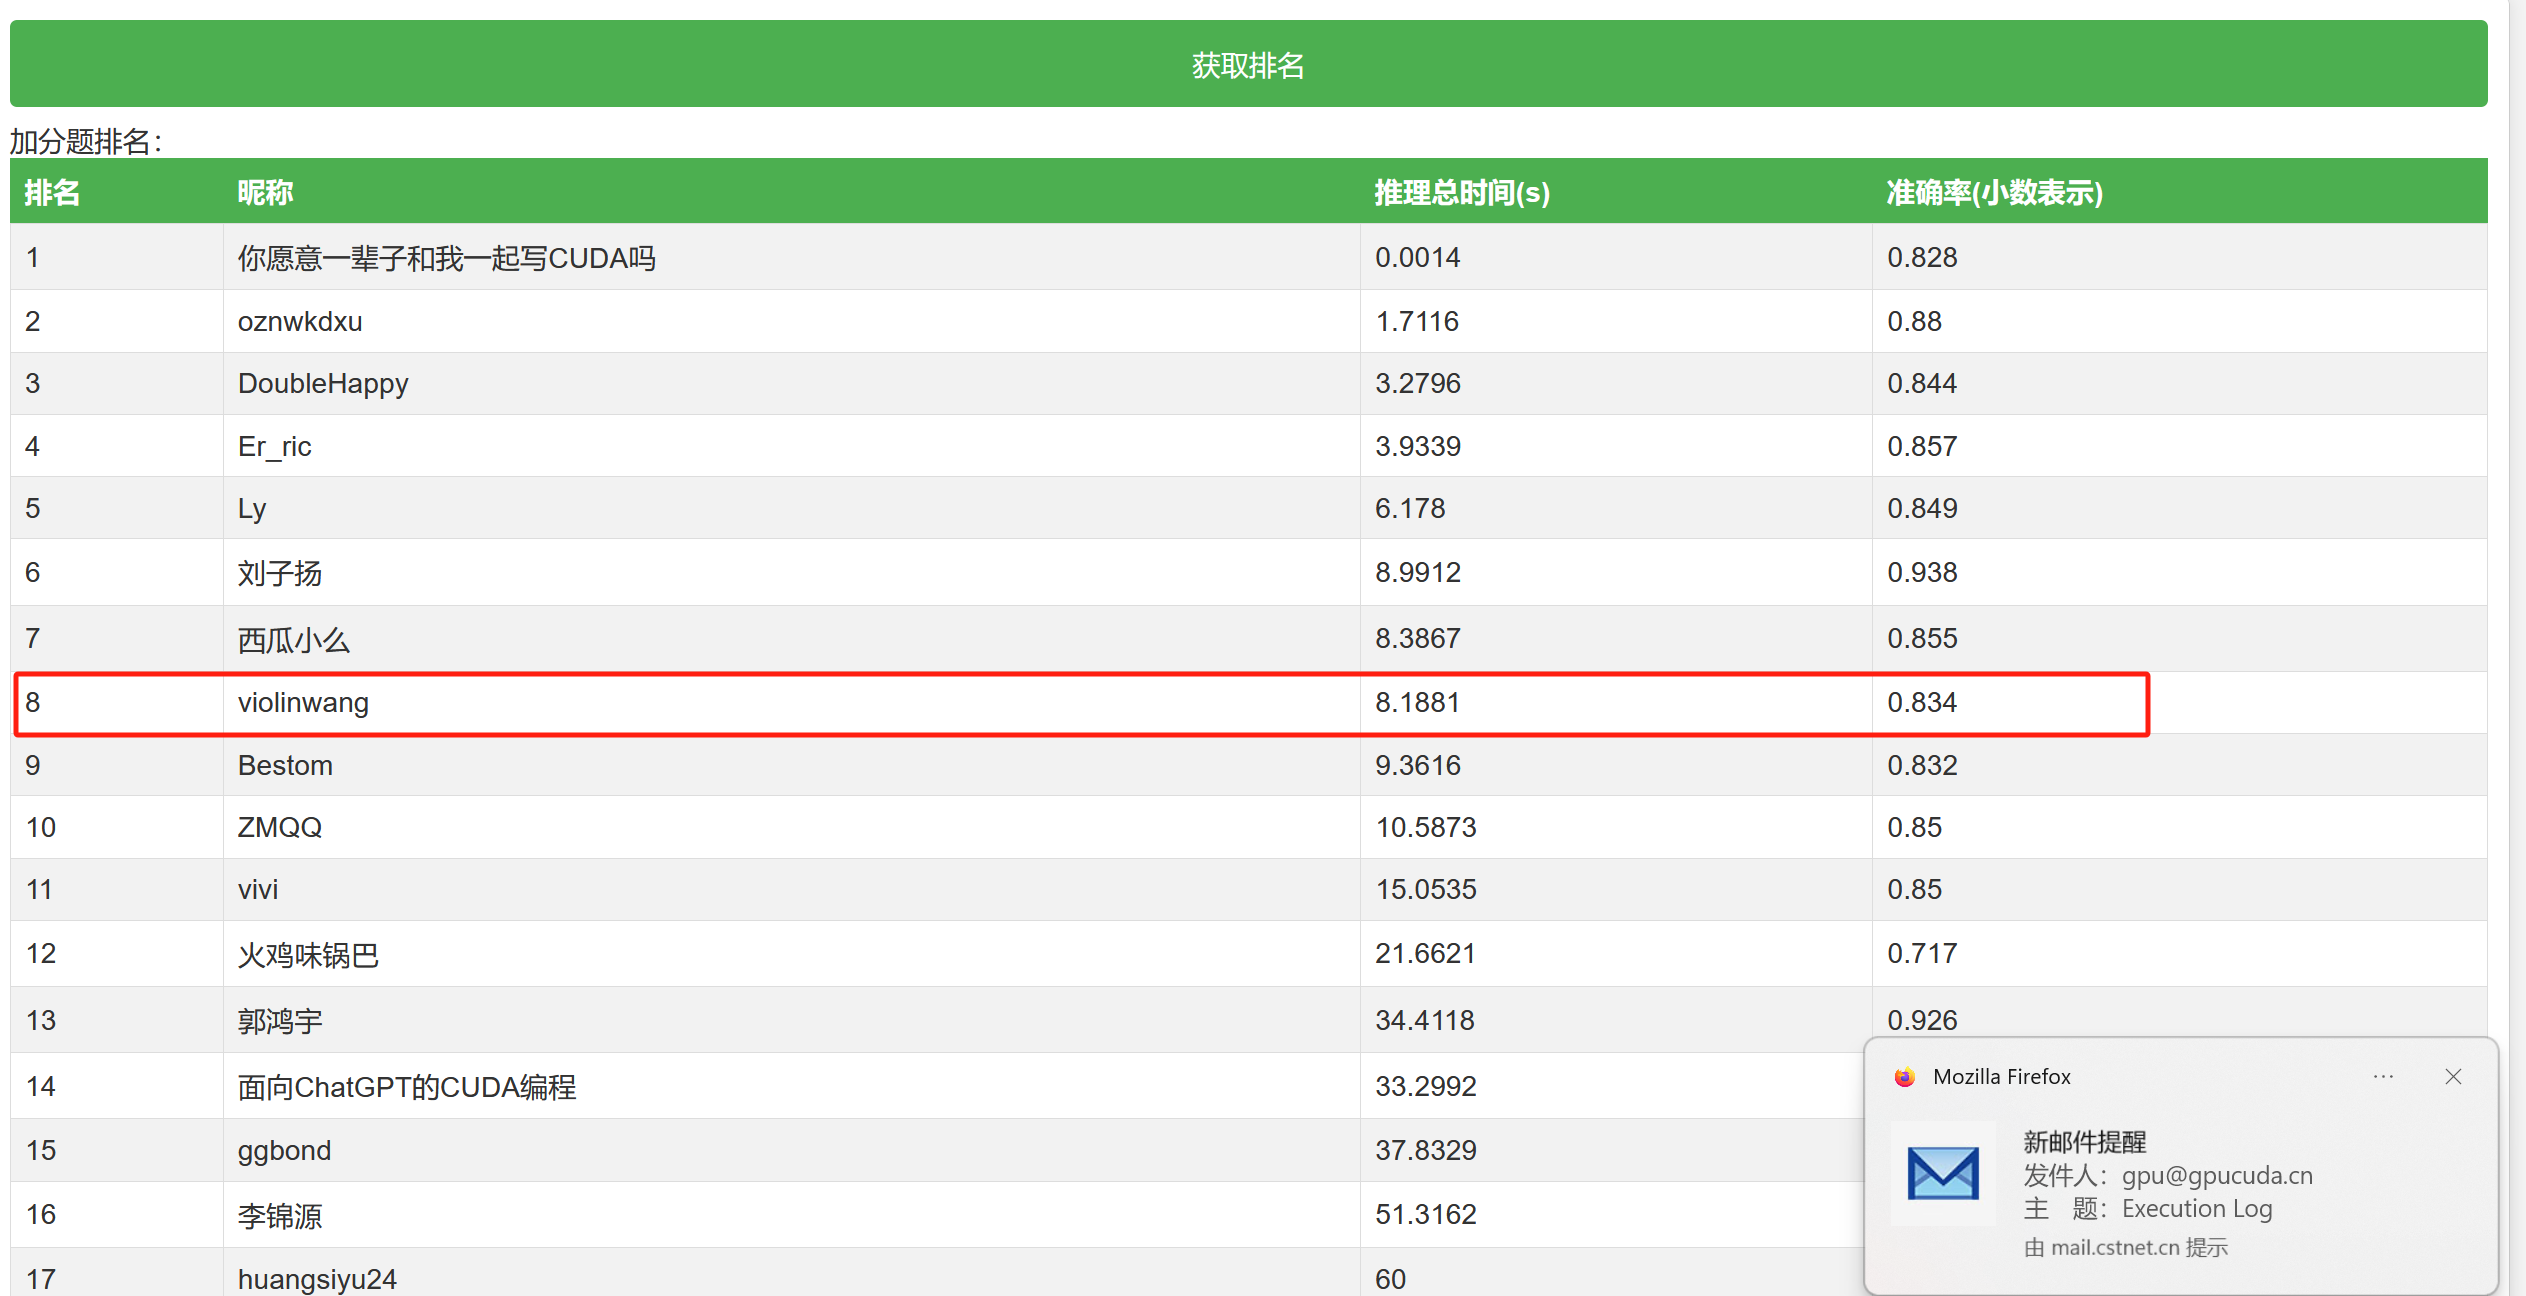 获取排名
加分题排名：
排名 昵称 推理总时间(s) 准确率(小数表示)
1 你愿意一辈子和我一起写CUDA吗 0.0014 0.828
2 oznwkdxu 1.7116 0.88
3 DoubleHappy 3.2796 0.844
4 Er_ric 3.9339 0.857
5 Ly 6.178 0.849
6 刘子扬 8.9912 0.938
7 西瓜小么 8.3867 0.855
8 violinwang 8.1881 0.834
9 Bestom 9.3616 0.832
10 ZMQQ 10.5873 0.85
11 vivi 15.0535 0.85
12 火鸡味锅巴 21.6621 0.717
13 郭鸿宇 34.4118 0.926
14 面向ChatGPT的CUDA编程 33.2992
15 ggbond 37.8329
16 李锦源 51.3162
17 huangsiyu24 60
Mozilla Firefox
新邮件提醒
发件人：gpu@gpucuda.cn
主 题：Execution Log
由 mail.cstnet.cn 提示